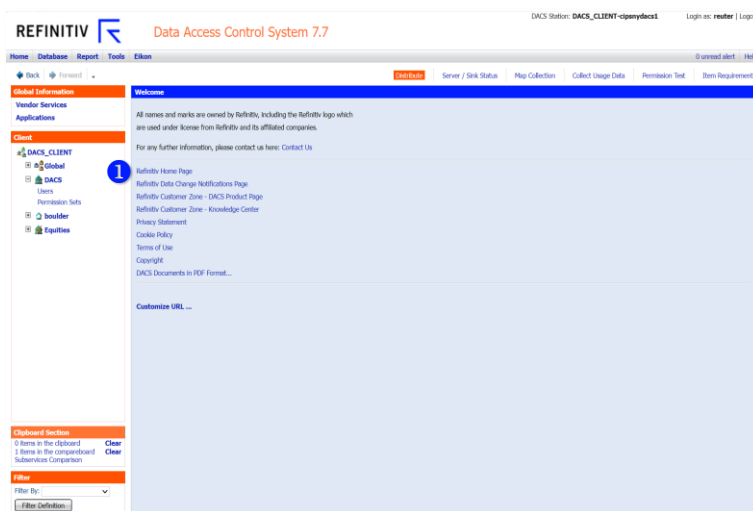 DACS Station: DACS_CLIENT-cipsnydacs1 Login as: reuter | Logo
REFINITIV
Data Access Control System 7.7
Home Database Report Tools Eikon
0 unread alert Hel
Back Forward
Distribute Server / Sink Status Map Collection Collect Usage Data Permission Test Item Requirement
Global Information
Vendor Services
Applications
Client
DACS_CLIENT
Global
DACS
Users
Permission Sets
boulder
Equities
Clipboard Section
0 items in the clipboard Clear
1 items in the compareboard Clear
Subservices Comparison
Filter
Filter By:
Filter Definition
Welcome
All names and marks are owned by Refinitiv, including the Refinitiv logo which
are used under license from Refinitiv and its affiliated companies.
For any further information, please contact us here: Contact Us
1
Refinitiv Home Page
Refinitiv Data Change Notifications Page
Refinitiv Customer Zone - DACS Product Page
Refinitiv Customer Zone - Knowledge Center
Privacy Statement
Cookie Policy
Terms of Use
Copyright
DACS Documents in PDF Format...
Customize URL ...